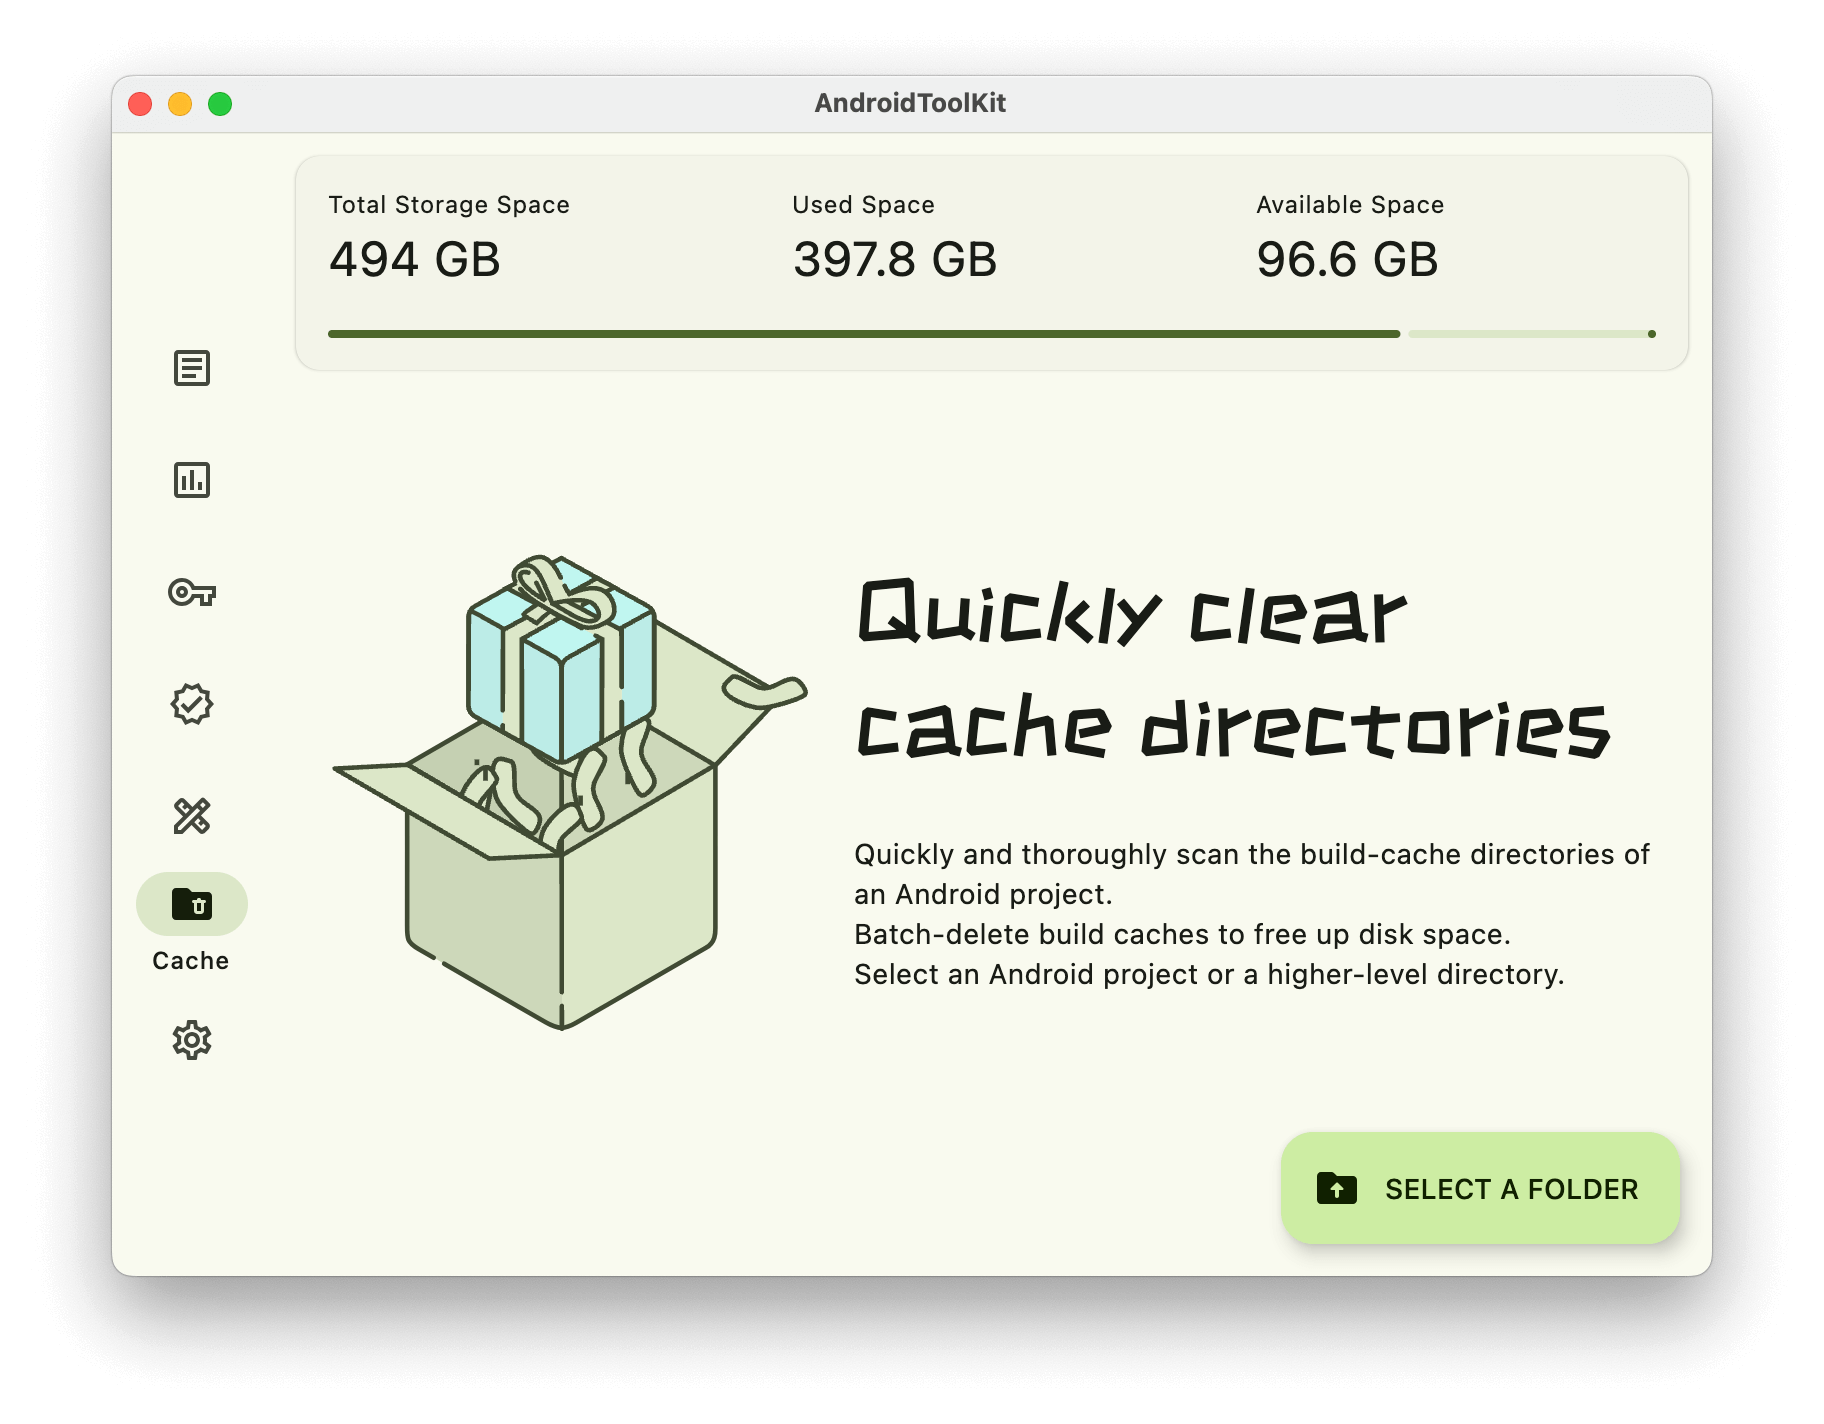 AndroidToolKit
Total Storage Space
Used Space
Available Space
494 GB
397.8 GB
96.6 GB
Quickly clear
cache directories
Quickly and thoroughly scan the build-cache directories of
an Android project.
Batch-delete build caches to free up disk space.
Select an Android project or a higher-level directory.
Cache
SELECT A FOLDER